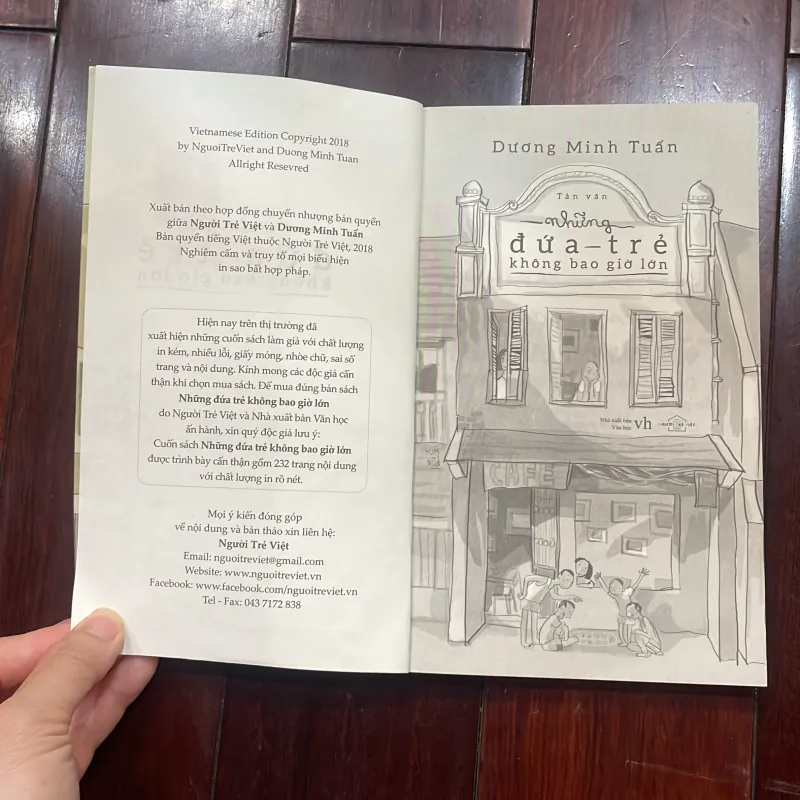 Vietnamese Edition Copyright 2018
by NguoiTreViet and Duong Minh Tuan
Allright Resevred
Xuất bản theo hợp đồng chuyển nhượng bản quyền
giữa Người Trẻ Việt và Dương Minh Tuấn
Bản quyền tiếng Việt thuộc Người Trẻ Việt, 2018
Nghiêm cấm và truy tố mọi biểu hiện
in sao bất hợp pháp.
Hiện nay trên thị trường đã
xuất hiện những cuốn sách làm giả với chất lượng
in kém, nhiều lỗi, giấy mỏng, nhòe chữ, sai số
trang và nội dung. Kính mong các độc giả cẩn
thận khi chọn mua sách. Để mua đúng bản sách
Những đứa trẻ không bao giờ lớn
do Người Trẻ Việt và Nhà xuất bản Văn học
ấn hành, xin quý độc giả lưu ý:
Cuốn sách Những đứa trẻ không bao giờ lớn
được trình bày cẩn thận gồm 232 trang nội dung
với chất lượng in rõ nét.
Mọi ý kiến đóng góp
về nội dung và bản thảo xin liên hệ:
Người Trẻ Việt
Email: nguoitreviet@gmail.com
Website: www.nguoitreviet.vn
Facebook: www.facebook.com/nguoitreviet.vn
Tel - Fax: 043 7172 838
Dương Minh Tuấn
Tản văn
những
đứa-trẻ
không bao giờ lớn
Nhà xuất bản
Văn học
vh
NGƯỜI TRẺ VIỆT
CAFE